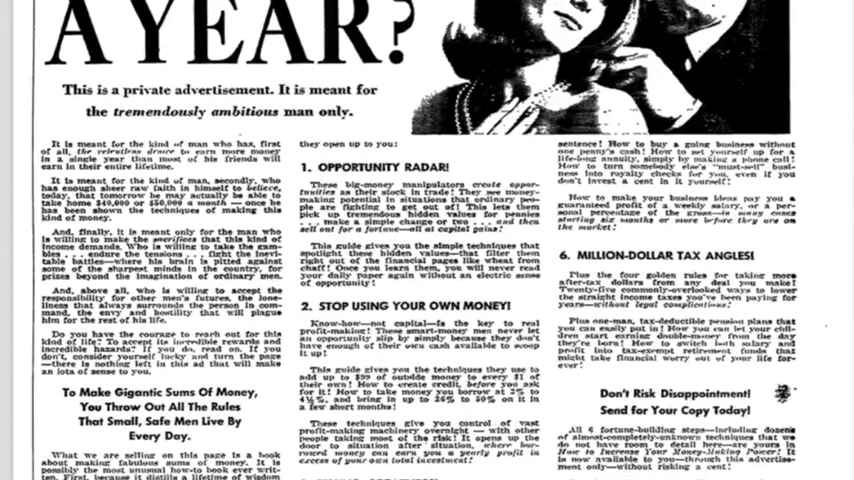 A YEAR?
This is a private advertisement. It is meant for
the tremendously ambitious man only.
It is meant for the kind of man who has, first
of all, the relentless desire to earn more money
in a single year than most of his friends will
earn in their entire lifetime.
It is meant for the kind of man, secondly, who
has enough sheer raw faith in himself to believe,
today, that tomorrow he may actually be able to
take home $40,000 or $50,000 a month — once he
has been shown the techniques of making this
kind of money.
And, finally, it is meant only for the man who
is willing to make the sacrifices that this kind of
income demands. Who is willing to take the gam-
bles . . . endure the tensions . . . fight the inevi-
table battles—where his brain is pitted against
some of the sharpest minds in the country, for
prizes beyond the imagination of ordinary men.
And, above all, who is willing to accept the
responsibility for other men's futures, the lone-
liness that always surrounds the person in com-
mand, the envy and hostility that will plague
him for the rest of his life.
Do you have the courage to reach out for this
kind of life? To accept its incredible rewards and
incredible hazards? If you do, read on. If you
don't, consider yourself lucky and turn the page
—there is nothing left in this ad that will make
an iota of sense to you.
To Make Gigantic Sums Of Money,
You Throw Out All The Rules
That Small, Safe Men Live By
Every Day.
What we are selling on this page is a book
about making fabulous sums of money. It is
possibly the most unusual how-to book ever writ-
ten. First, because it distills a lifetime of wisdom
they open up to you:
1. OPPORTUNITY RADAR!
These big-money manipulators create oppor-
tunities as their stock in trade! They see money-
making potential in situations that ordinary peo-
ple are fighting to get out of! This lets them
pick up tremendous hidden values for pennies
. . . make a simple change or two . . . and then
sell out for a fortune—all at capital gains!
This guide gives you the simple techniques that
spotlight these hidden values—that filter them
right out of the financial pages like wheat from
chaff! Once you learn them, you will never read
your daily paper again without an electric sense
of opportunity!
2. STOP USING YOUR OWN MONEY!
Know-how—not capital—is the key to real
profit-making! These smart-money men never let
an opportunity slip by simply because they don't
have enough of their own cash available to scoop
it up!
This guide gives you the techniques they use to
add up to $99 of outside money to every $1 of
their own! How to create credit, before you ask
for it! How to take money you borrow at 3% to
4½%, and bring in up to 36% to 50% on it in
a few short months!
These techniques give you control of vast
profit-making machinery overnight — with other
people taking most of the risk! It opens up the
door to situation after situation, where bor-
rowed money can earn you a yearly profit in
excess of your own total investment!
sentence! How to buy a going business without
one penny's cash! How to set yourself up for a
life-long annuity, simply by making a phone call!
How to turn somebody else's "must-sell" busi-
ness into royalty checks for you, even if you
don't invest a cent in it yourself!
How to make your business ideas pay you a
guaranteed profit of a weekly salary, or a per-
sonal percentage of the gross—in many cases
starting six months or more before they are on
the market!
6. MILLION-DOLLAR TAX ANGLES!
Plus the four golden rules for taking more
after-tax dollars from any deal you make!
Twenty-five commonly-overlooked ways to lower
the straight income taxes you've been paying for
years—without legal complications!
Plus one-man, tax-deductible pension plans that
you can easily put in! How you can let your chil-
dren start earning double-money from the day
they're born! How to switch both salary and
profit into tax-exempt retirement funds that
might take financial worry out of your life for-
ever!
Don't Risk Disappointment!
Send for Your Copy Today!
All 6 fortune-building steps—including dozens
of almost-completely-unknown techniques that we
do not have room to detail here—are yours in
How to Increase Your Money-Making Power! It
is now available to you—through this advertise-
ment only—without risking a cent!